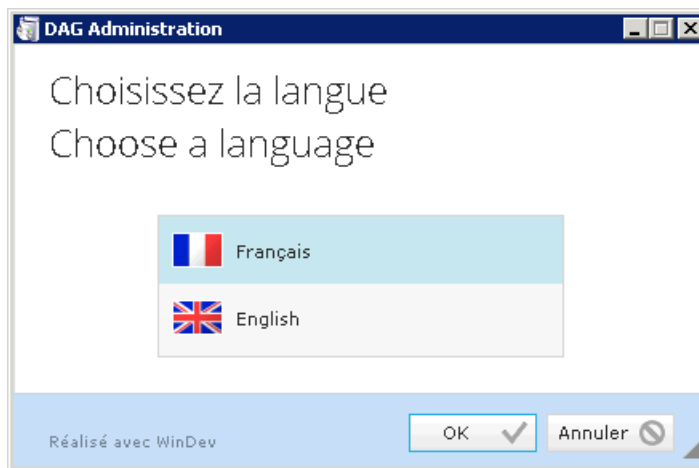 DAG Administration
Choisissez la langue
Choose a language
Français
English
Réalisé avec WinDev
OK
Annuler